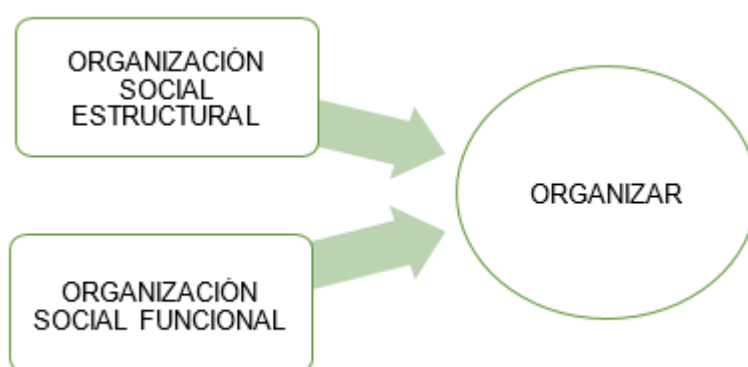 ORGANIZACIÓN
SOCIAL
ESTRUCTURAL
ORGANIZAR
ORGANIZACIÓN
SOCIAL FUNCIONAL